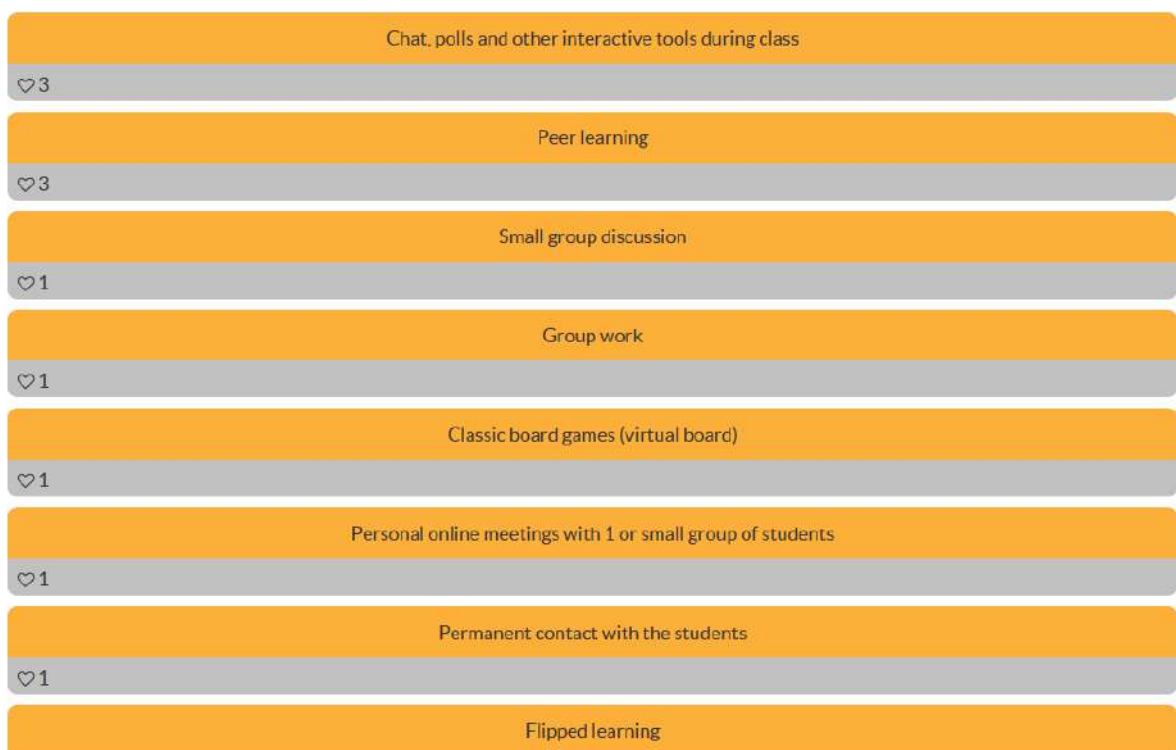 Chat, polls and other interactive tools during class
♡ 3
Peer learning
♡ 3
Small group discussion
♡ 1
Group work
♡ 1
Classic board games (virtual board)
♡ 1
Personal online meetings with 1 or small group of students
♡ 1
Permanent contact with the students
♡ 1
Flipped learning